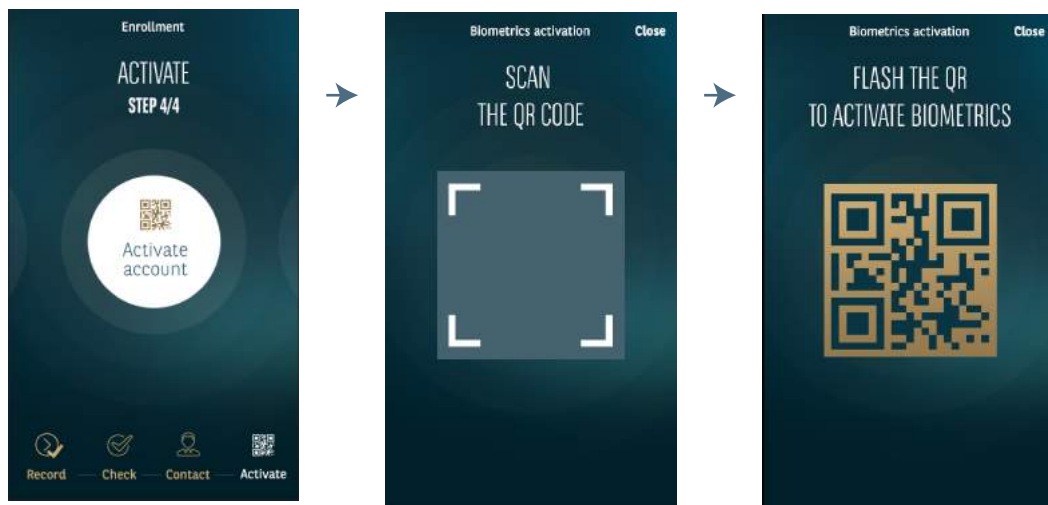 Enrollment
ACTIVATE
STEP 4/4
Activate
account
Record Check Contact Activate
Biometrics activation Close
SCAN
THE QR CODE
Biometrics activation Close
FLASH THE QR
TO ACTIVATE BIOMETRICS